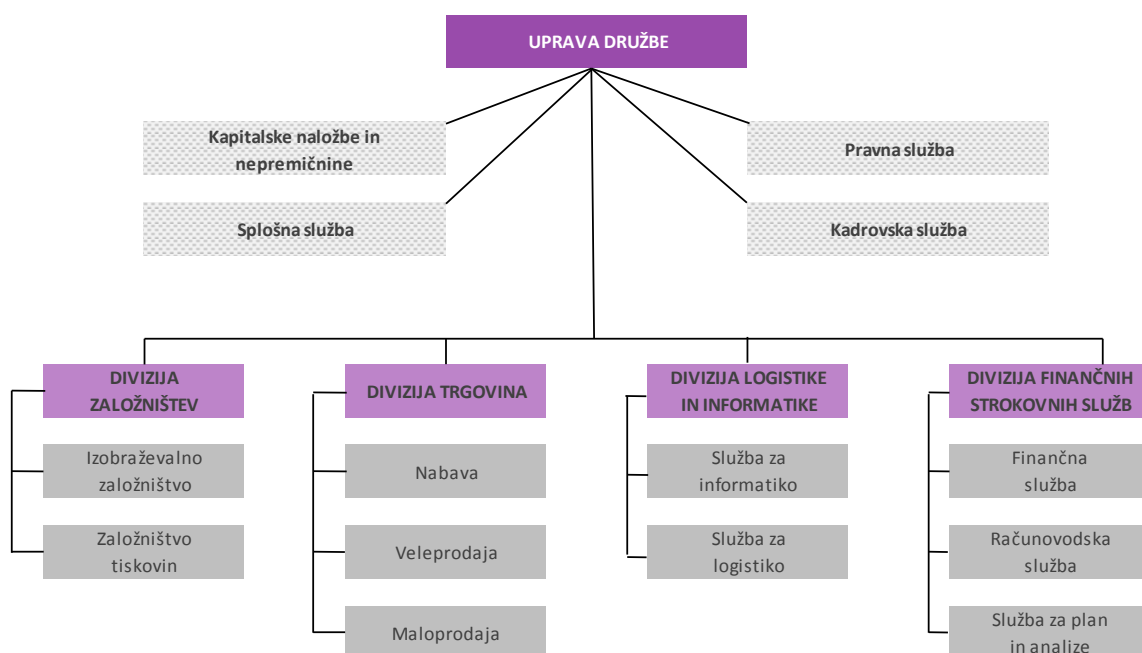 UPRAVA DRUŽBE
Kapitalske naložbe in
nepremičnine
Pravna služba
Splošna služba
Kadrovska služba
DIVIZIJA
ZALOŽNIŠTEV
Izobraževalno
založništvo
Založništvo
tiskovin
DIVIZIJA TRGOVINA
Nabava
Veleprodaja
Maloprodaja
DIVIZIJA LOGISTIKE
IN INFORMATIKE
Služba za
informatiko
Služba za
logistiko
DIVIZIJA FINANČNIH
STROKOVNIH SLUŽB
Finančna
služba
Računovodska
služba
Služba za plan
in analize